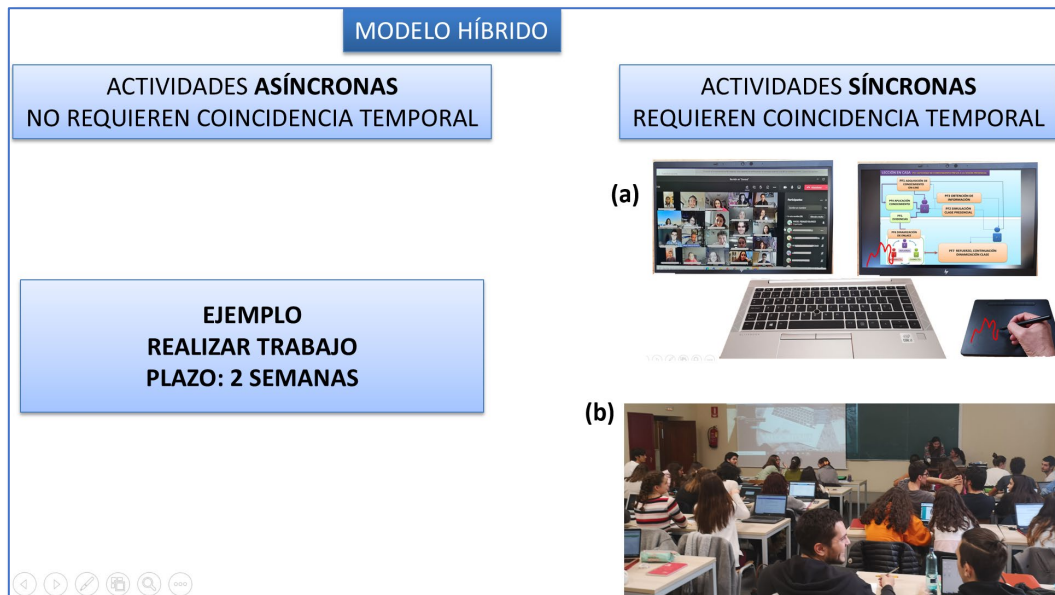 MODELO HÍBRIDO
ACTIVIDADES ASÍNCRONAS
NO REQUIEREN COINCIDENCIA TEMPORAL
ACTIVIDADES SÍNCRONAS
REQUIEREN COINCIDENCIA TEMPORAL
(a)
EJEMPLO
REALIZAR TRABAJO
PLAZO: 2 SEMANAS
(b)